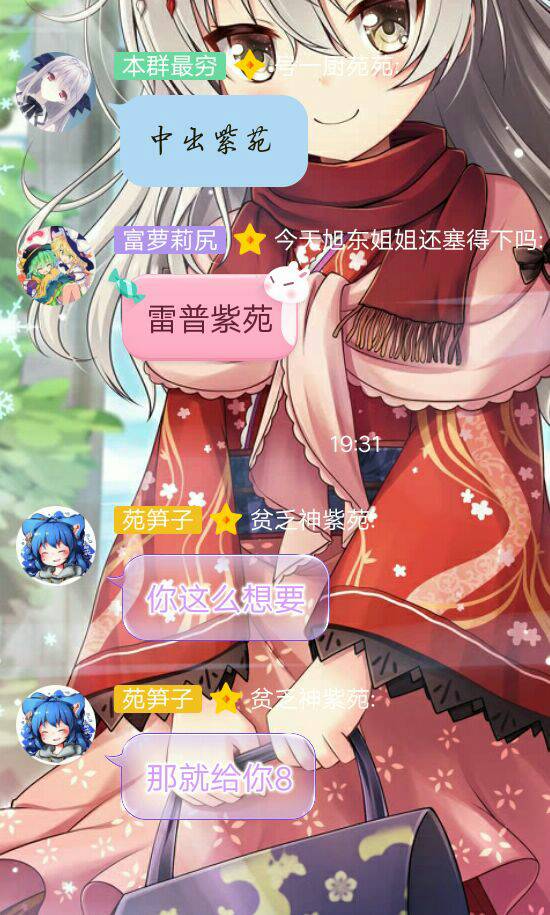 本群最穷 号一厨苑苑:
中出紫苑
富萝莉尻 今天旭东姐姐还塞得下吗:
雷普紫苑
19:31
苑笋子 贫乏神紫苑:
你这么想要
苑笋子 贫乏神紫苑:
那就给你8